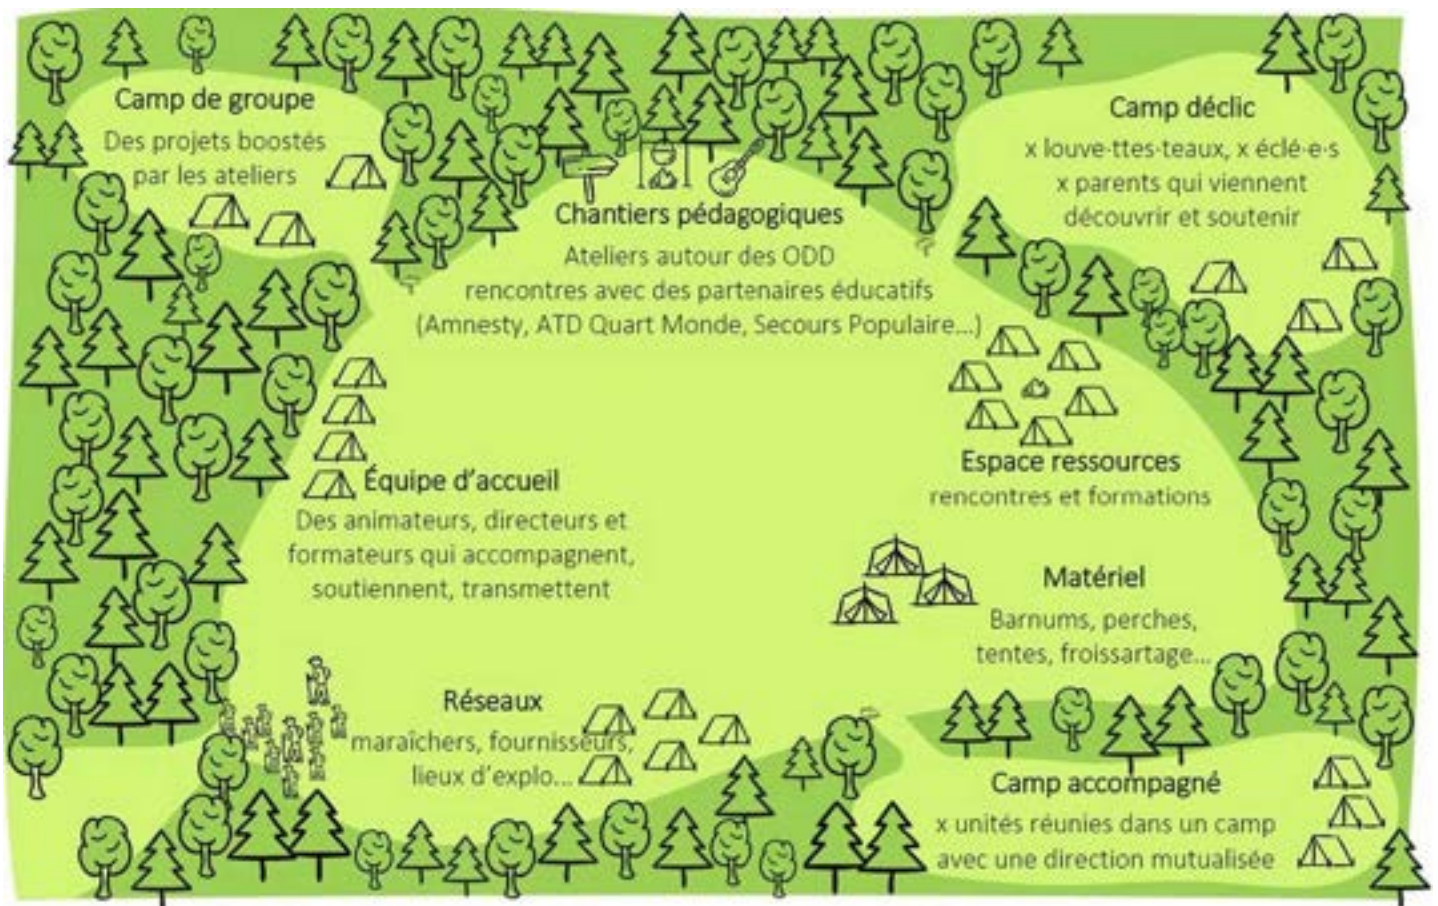 Camp de groupe
Des projets boostés
par les ateliers
Camp déclic
x louve·ttes·teaux, x éclé·e·s
x parents qui viennent
découvrir et soutenir
Chantiers pédagogiques
Ateliers autour des ODD
rencontres avec des partenaires éducatifs
(Amnesty, ATD Quart Monde, Secours Populaire...)
Équipe d'accueil
Des animateurs, directeurs et
formateurs qui accompagnent,
soutiennent, transmettent
Espace ressources
rencontres et formations
Matériel
Barnums, perches,
tentes, froissartage...
Réseaux
maraîchers, fournisseurs,
lieux d'explo...
Camp accompagné
x unités réunies dans un camp
avec une direction mutualisée